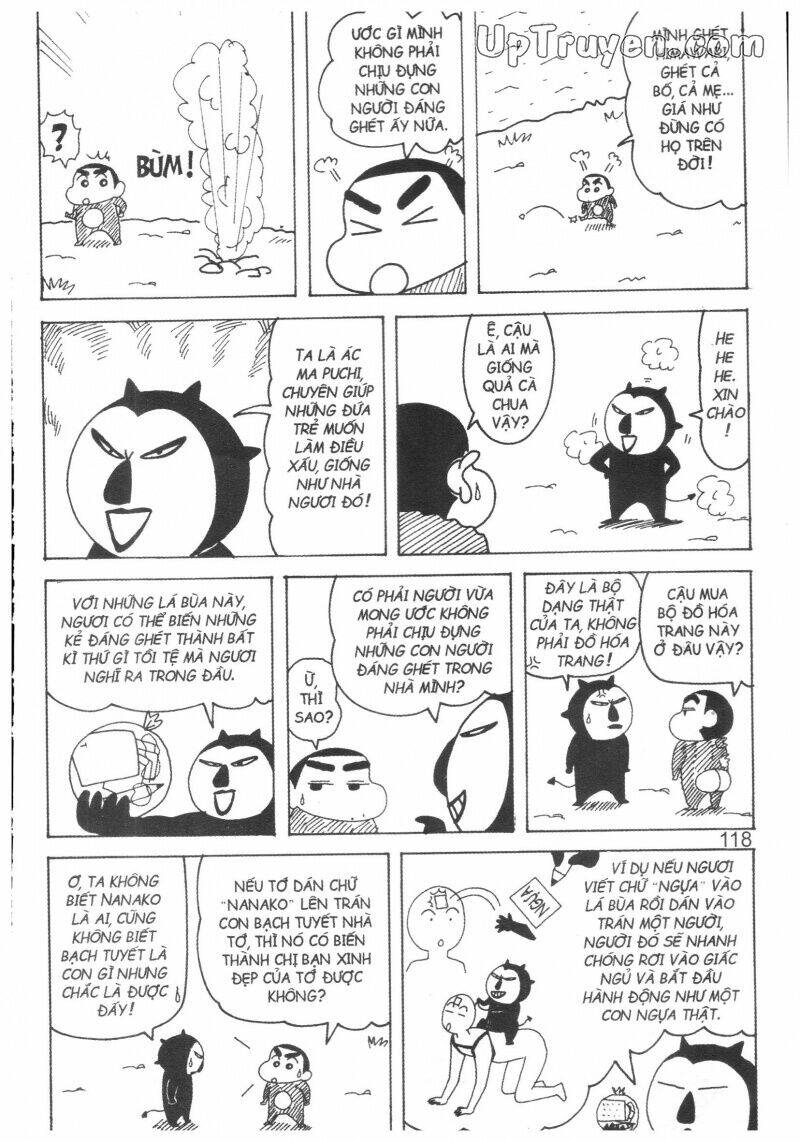 UpTruyen.com
MÌNH GHÉT
HIMAWARI,
GHÉT CẢ
BỐ, CẢ MẸ...
GIÁ NHƯ
ĐỪNG CÓ
HỌ TRÊN
ĐỜI!
ƯỚC GÌ MÌNH
KHÔNG PHẢI
CHỊU ĐỰNG
NHỮNG CON
NGƯỜI ĐÁNG
GHÉT ẤY NỮA.
BÙM!
?
HE
HE
HE.
XIN
CHÀO!
Ê, CẬU
LÀ AI MÀ
GIỐNG
QUẢ CÀ
CHUA
VẬY?
TA LÀ ÁC
MA PUCHI,
CHUYÊN GIÚP
NHỮNG ĐỨA
TRẺ MUỐN
LÀM ĐIỀU
XẤU, GIỐNG
NHƯ NHÀ
NGƯƠI ĐÓ!
CẬU MUA
BỘ ĐỒ HÓA
TRANG NÀY
Ở ĐÂU VẬY?
ĐÂY LÀ BỘ
DẠNG THẬT
CỦA TA, KHÔNG
PHẢI ĐỒ HÓA
TRANG!
CÓ PHẢI NGƯƠI VỪA
MONG ƯỚC KHÔNG
PHẢI CHỊU ĐỰNG
NHỮNG CON NGƯỜI
ĐÁNG GHÉT TRONG
NHÀ MÌNH?
Ừ,
THÌ
SAO?
VỚI NHỮNG LÁ BÙA NÀY,
NGƯƠI CÓ THỂ BIẾN NHỮNG
KẺ ĐÁNG GHÉT THÀNH BẤT
KÌ THỨ GÌ TỒI TỆ MÀ NGƯƠI
NGHĨ RA TRONG ĐẦU.
118
VÍ DỤ NẾU NGƯƠI
VIẾT CHỮ "NGỰA" VÀO
LÁ BÙA RỒI DÁN VÀO
TRÁN MỘT NGƯỜI,
NGƯỜI ĐÓ SẼ NHANH
CHÓNG RƠI VÀO GIẤC
NGỦ VÀ BẮT ĐẦU
HÀNH ĐỘNG NHƯ MỘT
CON NGỰA THẬT.
NGỰA
NẾU TỚ DÁN CHỮ
"NANAKO" LÊN TRÁN
CON BẠCH TUYẾT NHÀ
TỚ, THÌ NÓ CÓ BIẾN
THÀNH CHỊ BẠN XINH
ĐẸP CỦA TỚ ĐƯỢC
KHÔNG?
Ơ, TA KHÔNG
BIẾT NANAKO
LÀ AI, CŨNG
KHÔNG BIẾT
BẠCH TUYẾT LÀ
CON GÌ NHƯNG
CHẮC LÀ ĐƯỢC
ĐẤY!